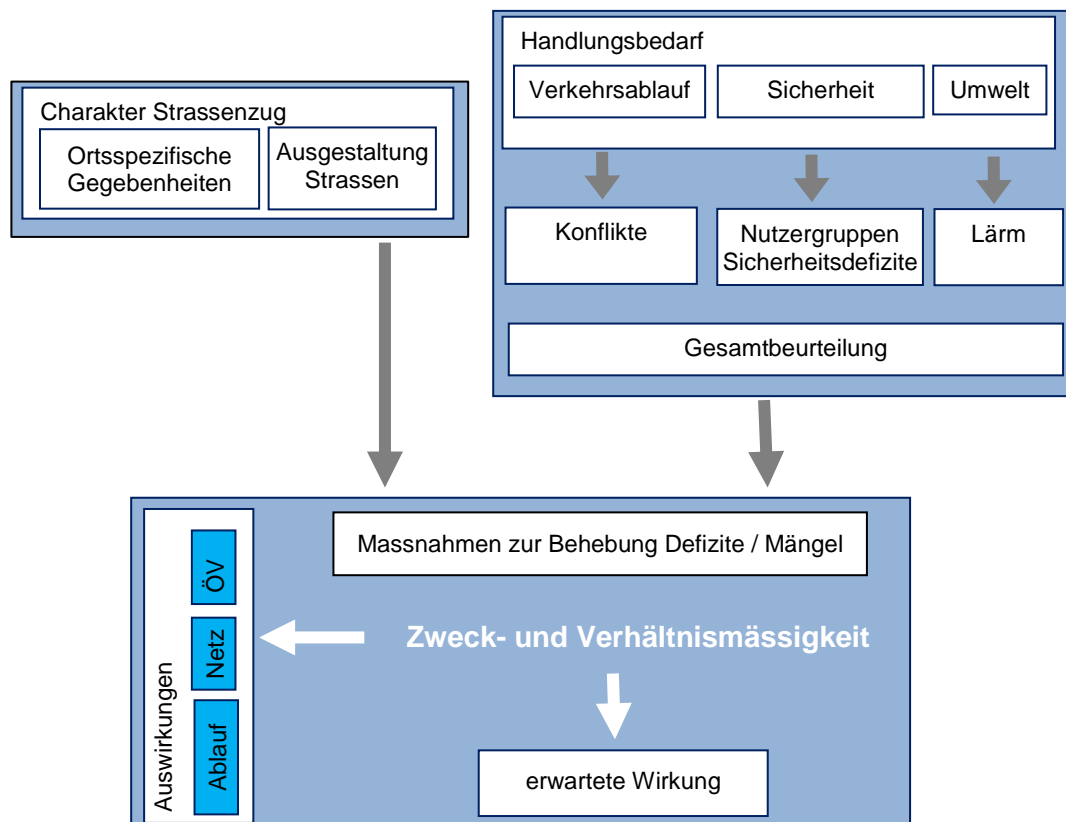 Handlungsbedarf
Verkehrsablauf
Sicherheit
Umwelt
Charakter Strassenzug
Ortsspezifische
Gegebenheiten
Ausgestaltung
Strassen
Konflikte
Nutzergruppen
Sicherheitsdefizite
Lärm
Gesamtbeurteilung
Massnahmen zur Behebung Defizite / Mängel
Auswirkungen
ÖV
Netz
Ablauf
Zweck- und Verhältnismässigkeit
erwartete Wirkung